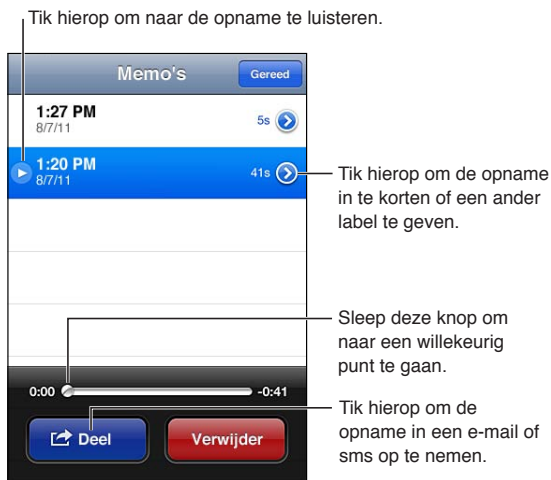 Tik hierop om naar de opname te luisteren.
Memo's
Gereed
1:27 PM
8/7/11
5s
1:20 PM
8/7/11
41s
Tik hierop om de opname
in te korten of een ander
label te geven.
Sleep deze knop om
naar een willekeurig
punt te gaan.
0:00
-0:41
Tik hierop om de
opname in een e-mail of
sms op te nemen.
Deel
Verwijder